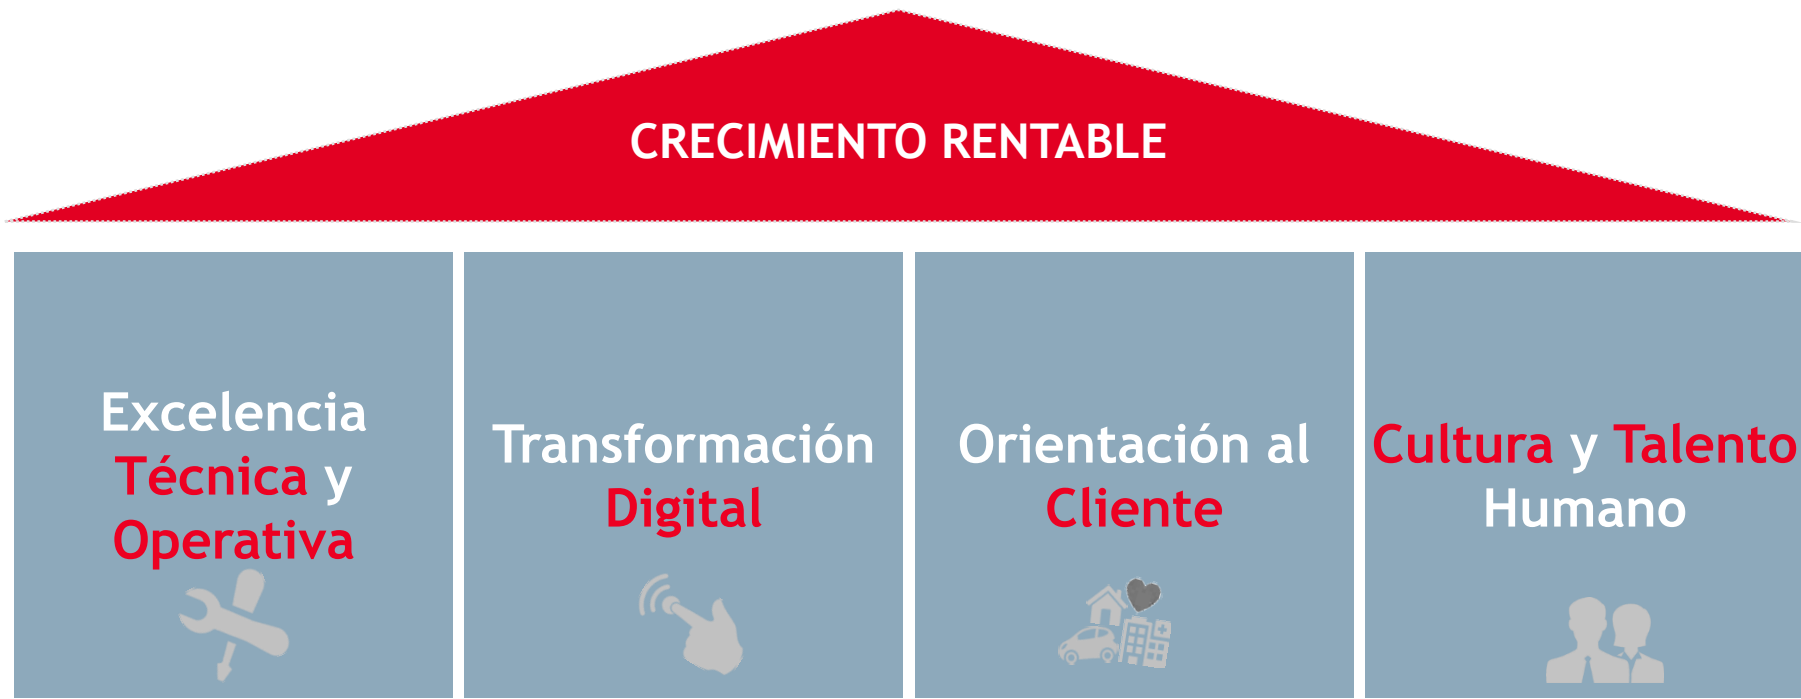 CRECIMIENTO RENTABLE
Excelencia
Técnica y
Operativa
Transformación
Digital
Orientación al
Cliente
Cultura y Talento
Humano